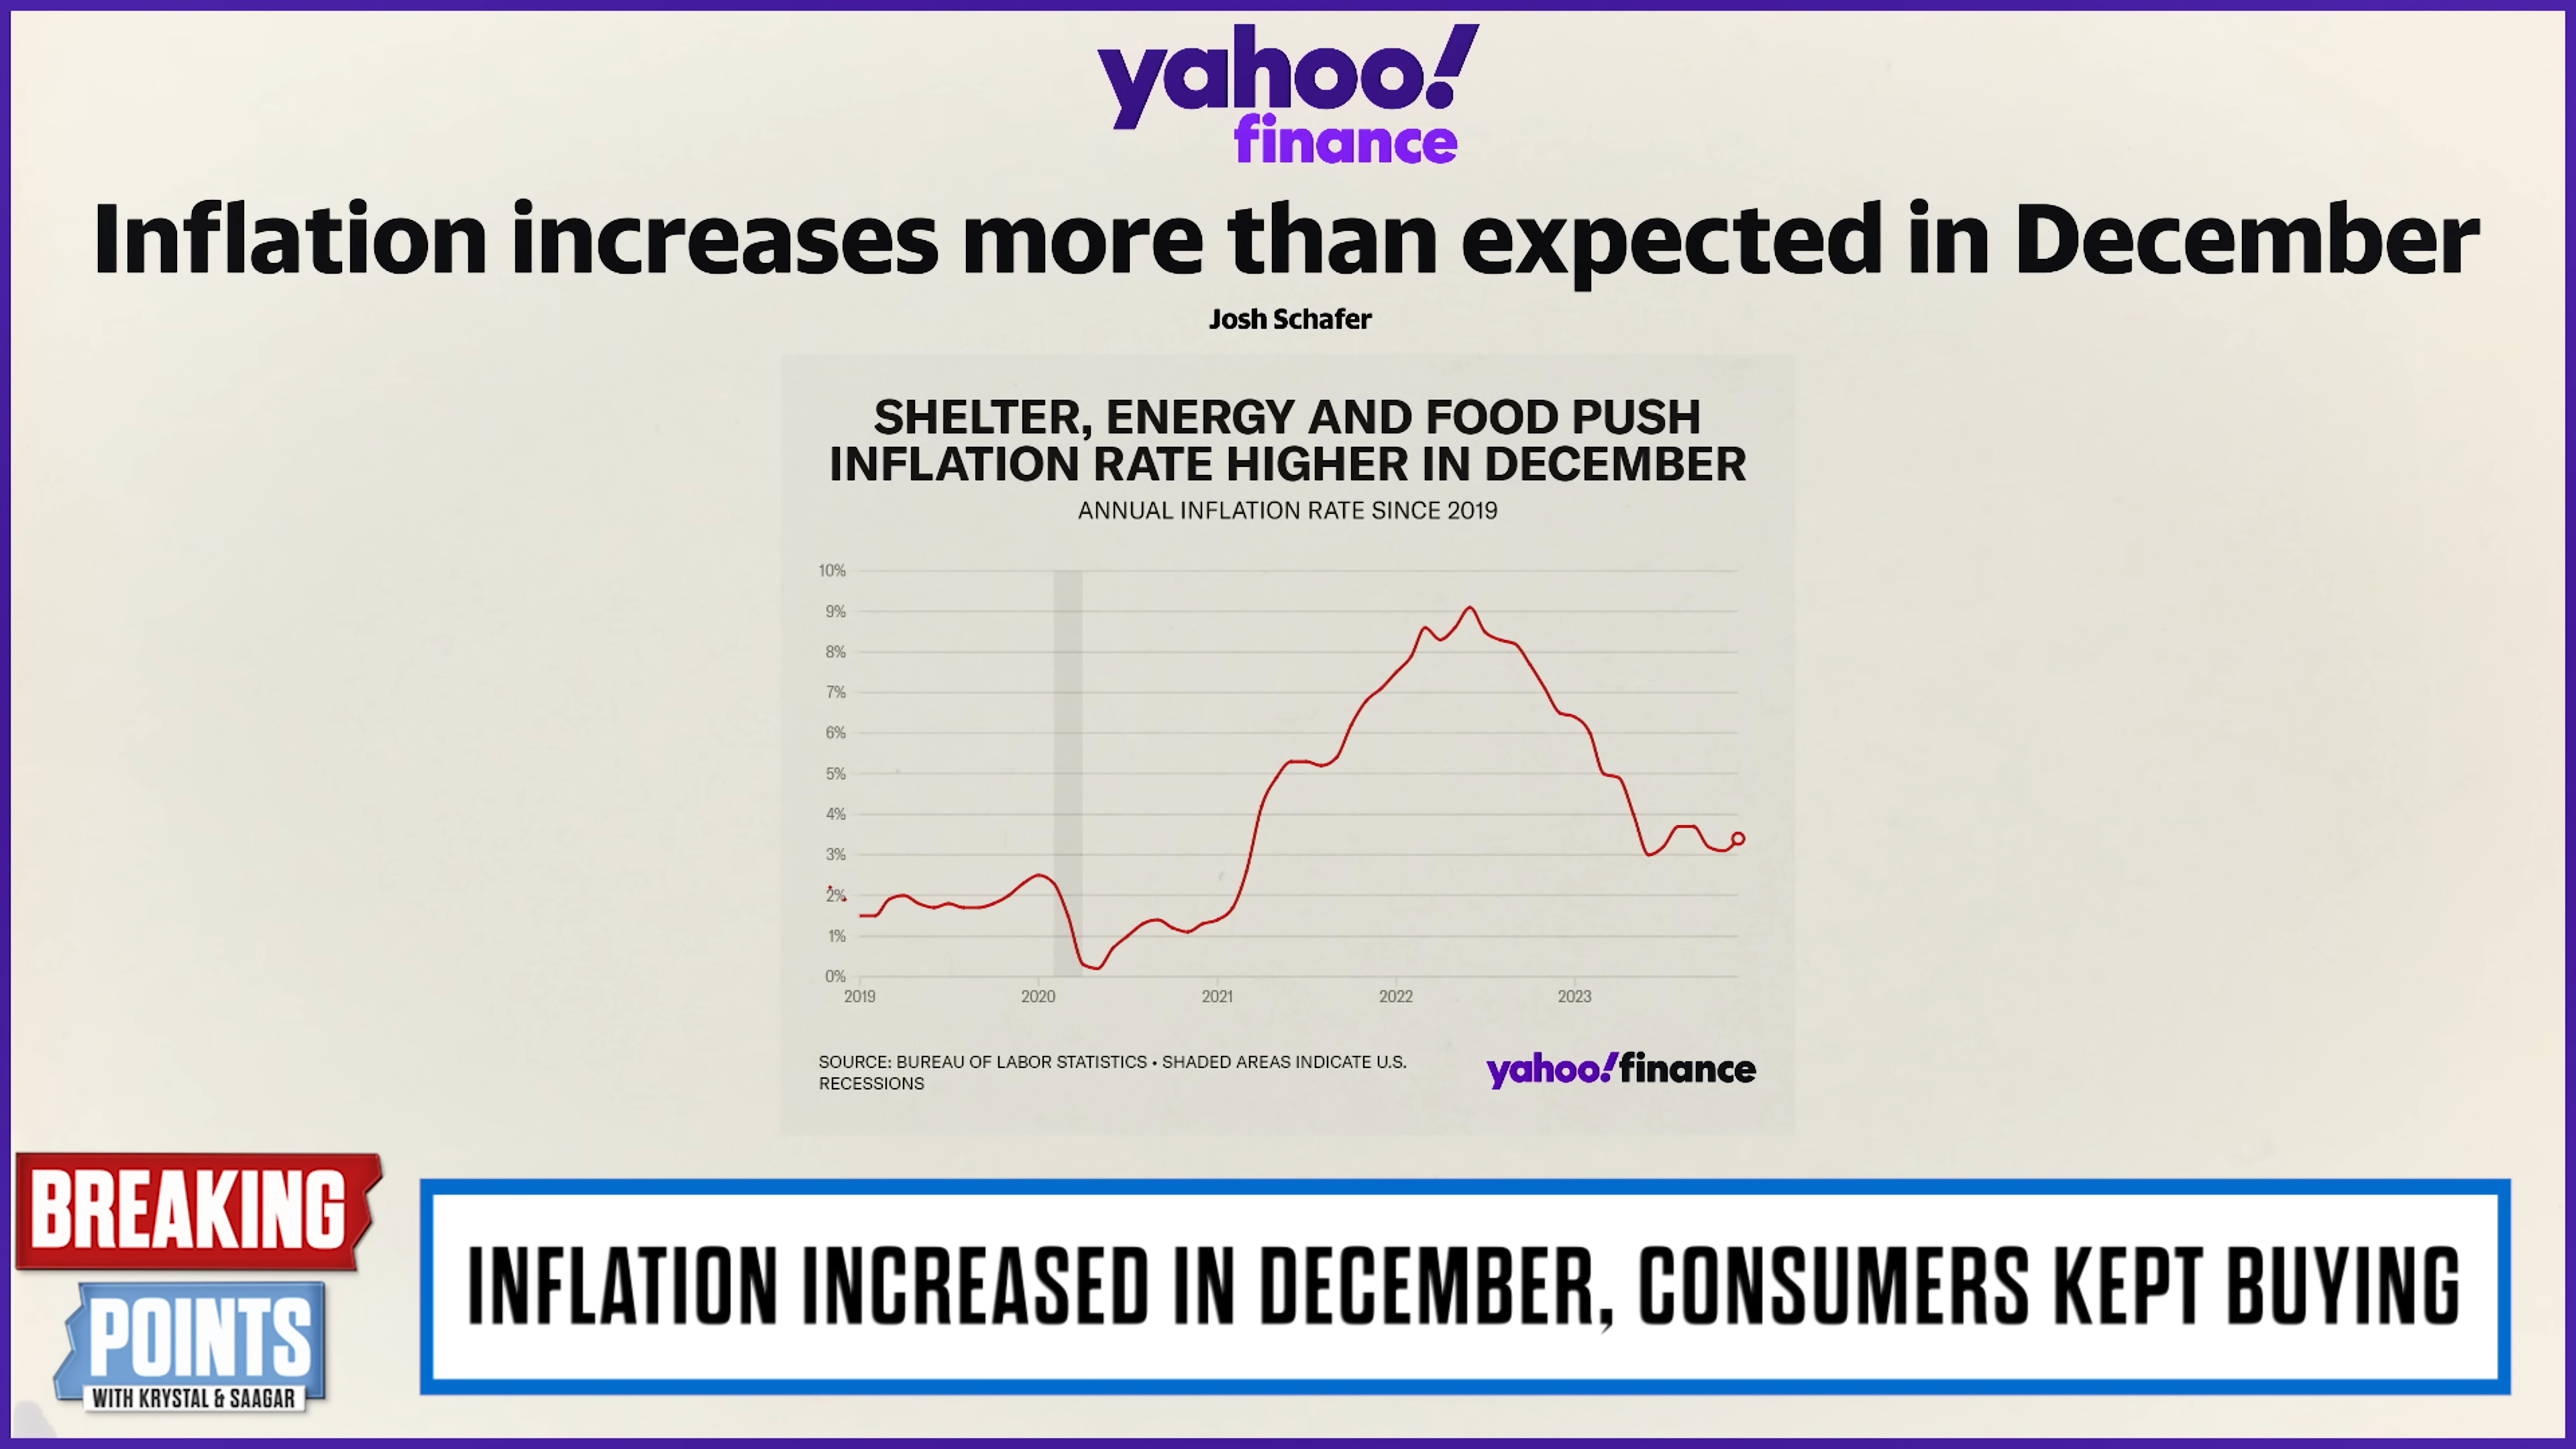 yahoo!
finance
Inflation increases more than expected in December
Josh Schafer
SHELTER, ENERGY AND FOOD PUSH
INFLATION RATE HIGHER IN DECEMBER
ANNUAL INFLATION RATE SINCE 2019
10%
9%
8%
7%
6%
5%
4%
3%
2%
1%
0%
2019 2020 2021 2022 2023
SOURCE: BUREAU OF LABOR STATISTICS • SHADED AREAS INDICATE U.S.
RECESSIONS
yahoo!finance
BREAKING
POINTS
WITH KRYSTAL & SAAGAR
INFLATION INCREASED IN DECEMBER, CONSUMERS KEPT BUYING